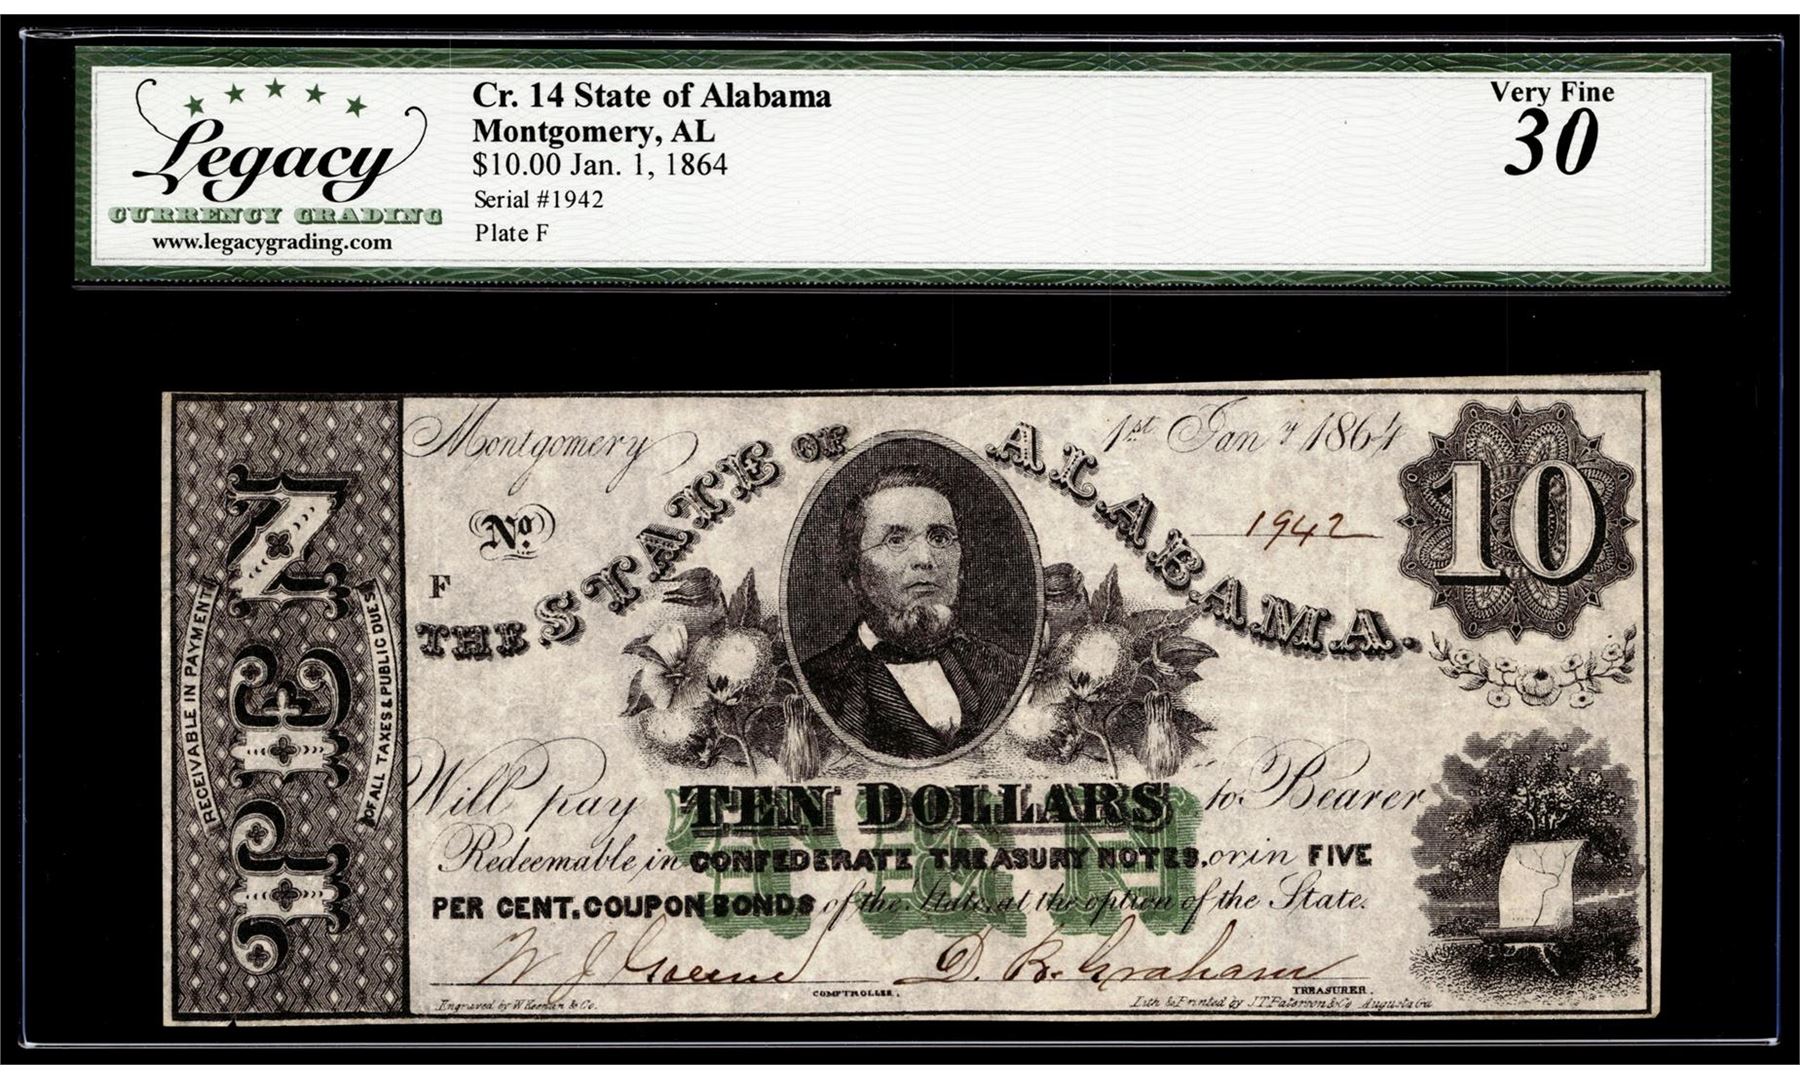 Legacy
CURRENCY GRADING
www.legacygrading.com
Cr. 14 State of Alabama
Montgomery, AL
$10.00 Jan. 1, 1864
Serial #1942
Plate F
Very Fine
30
TEN
RECEIVABLE IN PAYMENT
OF ALL TAXES & PUBLIC DUES
Montgomery 1st Jany 1864
THE STATE OF ALABAMA.
No. 1942
10
F
Will pay TEN DOLLARS to Bearer
TEN
Redeemable in CONFEDERATE TREASURY NOTES, or in FIVE
PER CENT. COUPON BONDS of the State, at the option of the State.
W J Greene D. B. Graham
COMPTROLLER. TREASURER.
Engraved by W Keenan & Co. Lith & Printed by J.T. Paterson & Co Augusta Ga